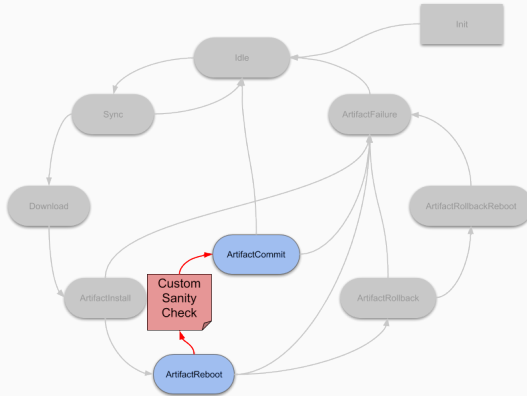 Init
Idle
Sync
ArtifactFailure
Download
ArtifactRollbackReboot
ArtifactCommit
Custom
Sanity
Check
ArtifactInstall
ArtifactRollback
ArtifactReboot